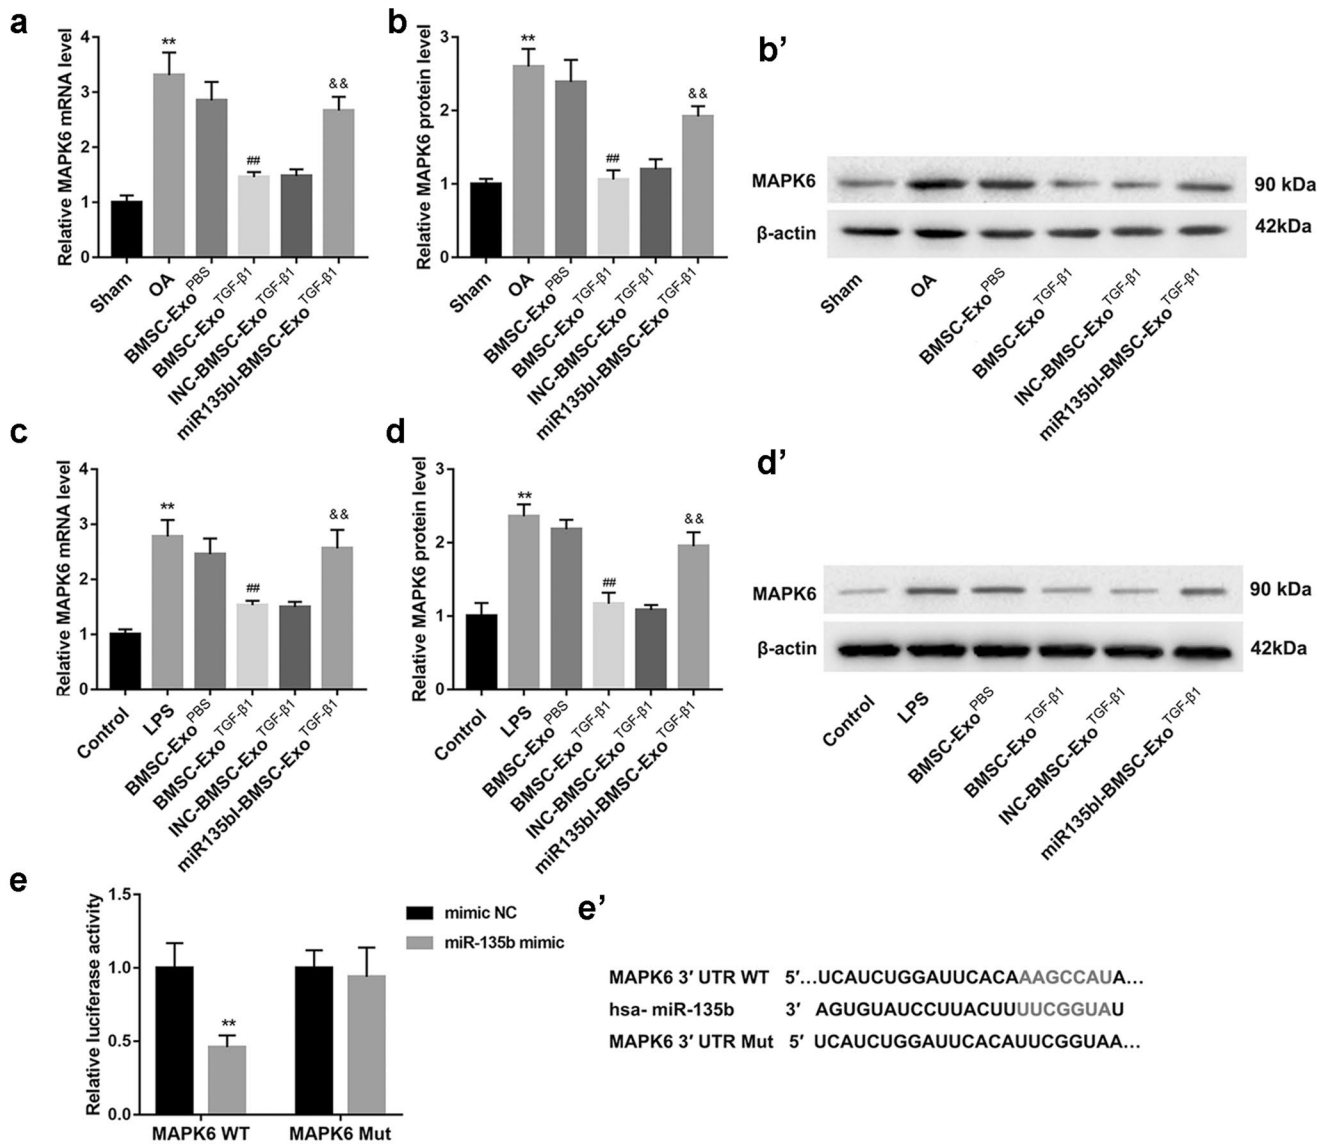 a
Relative MAPK6 mRNA level
4
3
2
1
0
**
##
&&
Sham
OA
BMSC-Exo^PBS
BMSC-Exo^TGF-β1
INC-BMSC-Exo^TGF-β1
miR135bI-BMSC-Exo^TGF-β1
b
Relative MAPK6 protein level
3
2
1
0
**
##
&&
Sham
OA
BMSC-Exo^PBS
BMSC-Exo^TGF-β1
INC-BMSC-Exo^TGF-β1
miR135bI-BMSC-Exo^TGF-β1
b’
MAPK6 90 kDa
β-actin 42kDa
Sham
OA
BMSC-Exo^PBS
BMSC-Exo^TGF-β1
INC-BMSC-Exo^TGF-β1
miR135bI-BMSC-Exo^TGF-β1
c
Relative MAPK6 mRNA level
4
3
2
1
0
**
##
&&
Control
LPS
BMSC-Exo^PBS
BMSC-Exo^TGF-β1
INC-BMSC-Exo^TGF-β1
miR135bI-BMSC-Exo^TGF-β1
d
Relative MAPK6 protein level
3
2
1
0
**
##
&&
Control
LPS
BMSC-Exo^PBS
BMSC-Exo^TGF-β1
INC-BMSC-Exo^TGF-β1
miR135bI-BMSC-Exo^TGF-β1
d’
MAPK6 90 kDa
β-actin 42kDa
Control
LPS
BMSC-Exo^PBS
BMSC-Exo^TGF-β1
INC-BMSC-Exo^TGF-β1
miR135bI-BMSC-Exo^TGF-β1
e
Relative luciferase activity
1.5
1.0
0.5
0.0
**
MAPK6 WT
MAPK6 Mut
mimic NC
miR-135b mimic
e’
MAPK6 3′ UTR WT 5′...UCAUCUGGAUUCACAAAGCCAUA...
hsa- miR-135b 3′ AGUGUAUCCUUACUUUUCGGUAU
MAPK6 3′ UTR Mut 5′ UCAUCUGGAUUCACAUUCGGUAA...